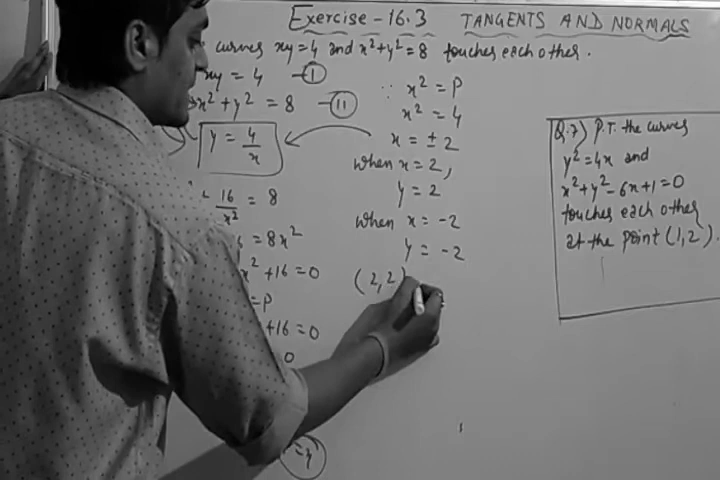 Exercise-16.3 TANGENTS AND NORMALS
curves xy=4 and x²+y²=8 touches each other.
xy = 4 —(I)
x²+y² = 8 —(II)
y = 4/x
16/x² = 8
= 8x²
x² +16=0
=P
+16=0
0
∵ x² = P
x² = 4
x = ±2
when x=2,
y = 2
when x = -2
y = -2
(2,2)
Q.7) P.T. the curves
y²=4x and
x²+y²-6x+1=0
touches each other
at the point (1,2).